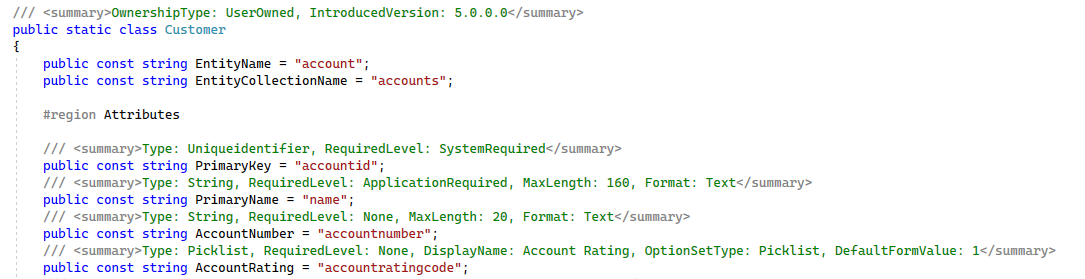 /// <summary>OwnershipType: UserOwned, IntroducedVersion: 5.0.0.0</summary>
public static class Customer
{
    public const string EntityName = "account";
    public const string EntityCollectionName = "accounts";

    #region Attributes

    /// <summary>Type: Uniqueidentifier, RequiredLevel: SystemRequired</summary>
    public const string PrimaryKey = "accountid";
    /// <summary>Type: String, RequiredLevel: ApplicationRequired, MaxLength: 160, Format: Text</summary>
    public const string PrimaryName = "name";
    /// <summary>Type: String, RequiredLevel: None, MaxLength: 20, Format: Text</summary>
    public const string AccountNumber = "accountnumber";
    /// <summary>Type: Picklist, RequiredLevel: None, DisplayName: Account Rating, OptionSetType: Picklist, DefaultFormValue: 1</summary>
    public const string AccountRating = "accountratingcode";